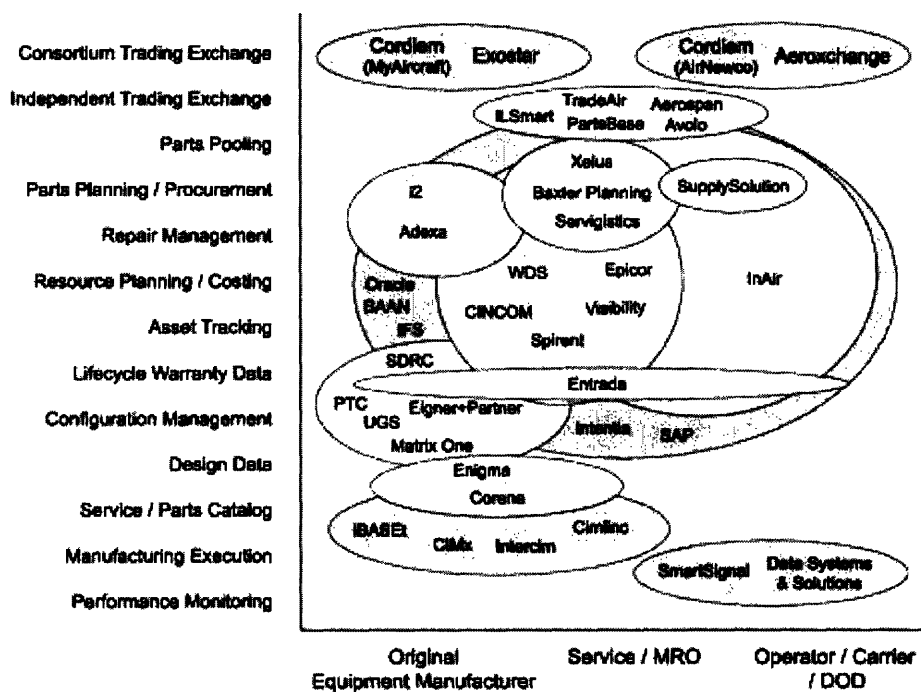 Consortium Trading Exchange
Independent Trading Exchange
Parts Pooling
Parts Planning / Procurement
Repair Management
Resource Planning / Costing
Asset Tracking
Lifecycle Warranty Data
Configuration Management
Design Data
Service / Parts Catalog
Manufacturing Execution
Performance Monitoring
Cordiem
(MyAircraft)
Exostar
Cordiem
(AirNewco)
Aeroxchange
TradeAir
Aerospan
ILSmart
PartsBase
Avolo
Xelus
I2
Baxter Planning
SupplySolution
Servigistics
Adexa
WDS
Epicor
InAir
Oracle
BAAN
CINCOM
Visibility
IFS
Spirent
SDRC
Entrada
PTC
Eigner+Partner
UGS
Intentia
SAP
Matrix One
Enigma
Corena
iBASEt
CIMx
Intercim
Cimlinc
SmartSignal
Data Systems
& Solutions
Original
Equipment Manufacturer
Service / MRO
Operator / Carrier
/ DOD